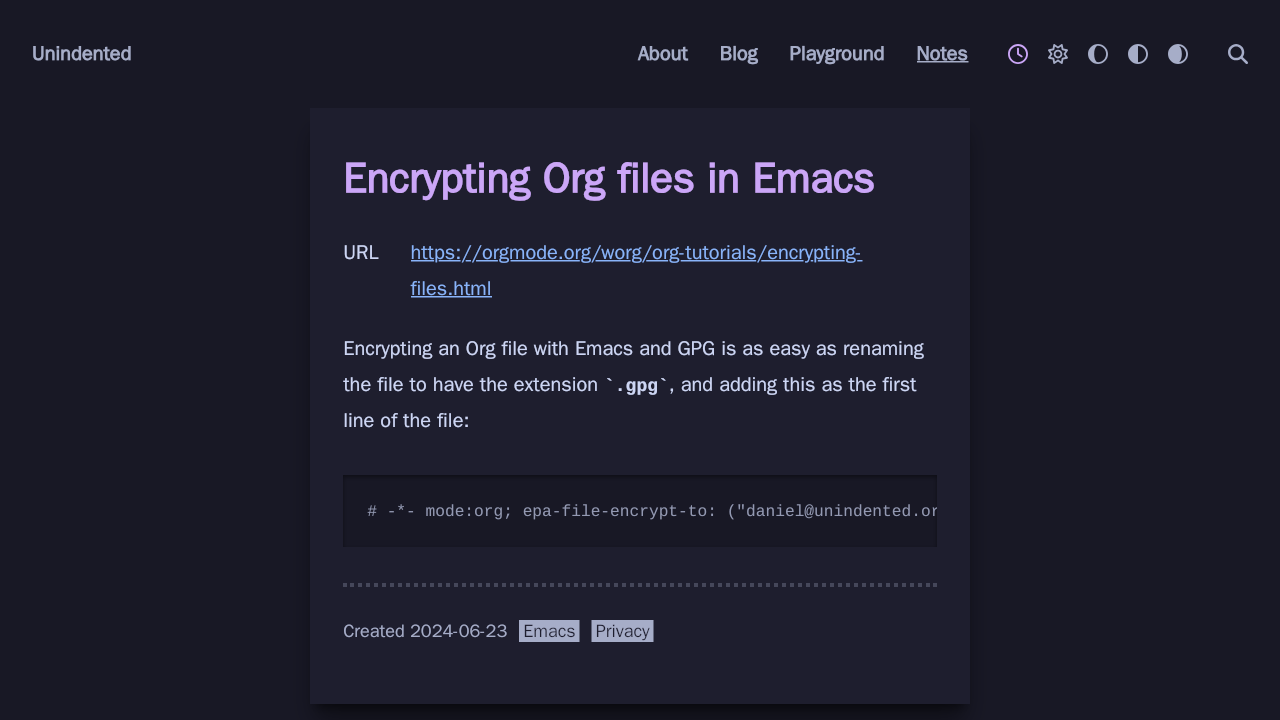 Unindented
About Blog Playground Notes
Encrypting Org files in Emacs
URL https://orgmode.org/worg/org-tutorials/encrypting-
files.html
Encrypting an Org file with Emacs and GPG is as easy as renaming
the file to have the extension `.gpg`, and adding this as the first
line of the file:
# -*- mode:org; epa-file-encrypt-to: ("daniel@unindented.or
Created 2024-06-23 Emacs Privacy